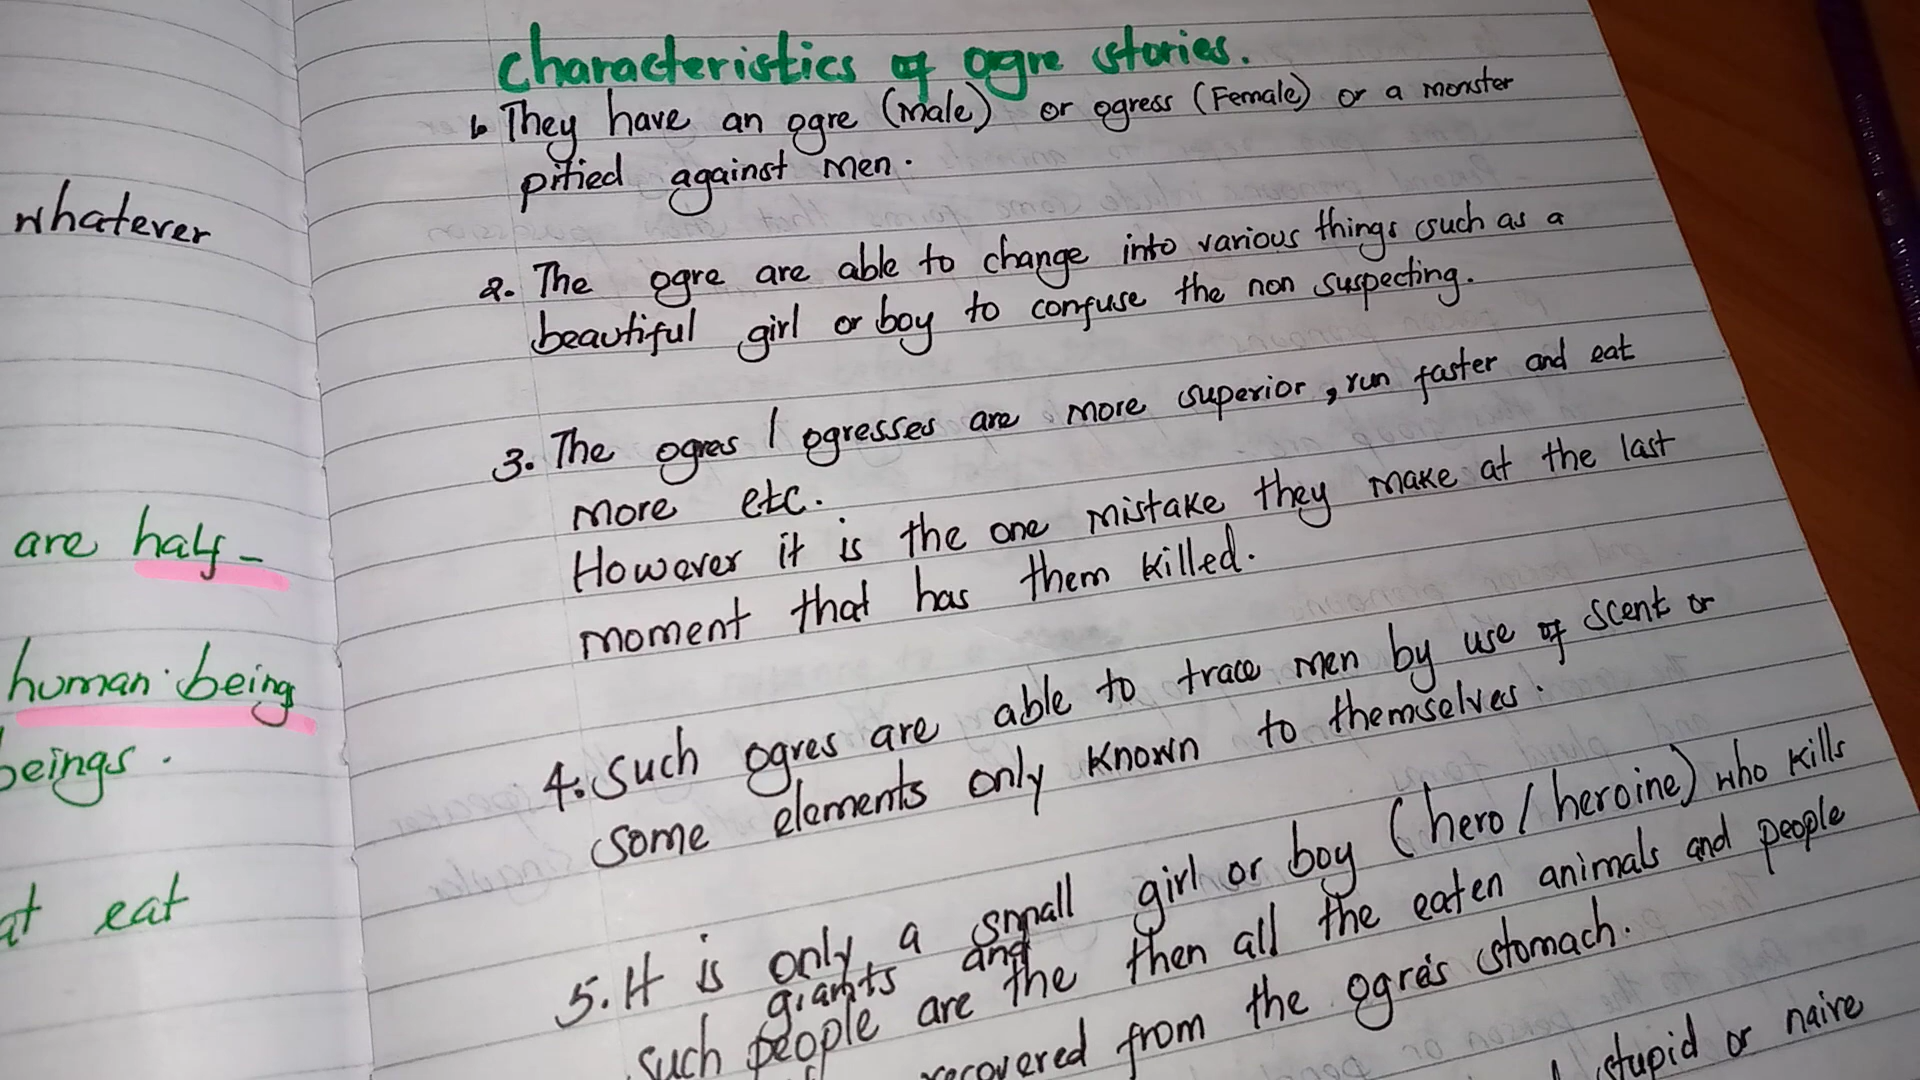 whatever
are half-
human being
beings.
at eat
Characteristics of ogre stories.
1. They have an ogre (male) or ogress (Female) or a monster
pitied against men.
2. The ogre are able to change into various things such as a
beautiful girl or boy to confuse the non suspecting.
3. The ogres / ogresses are more superior, run faster and eat
more etc.
However it is the one mistake they make at the last
moment that has them killed.
4. Such ogres are able to trace men by use of scent or
some elements only known to themselves.
5. It is only a small girl or boy (hero/heroine) who kills
giants and
such people are the then all the eaten animals and people
recovered from the ogre's stomach.
stupid or naive